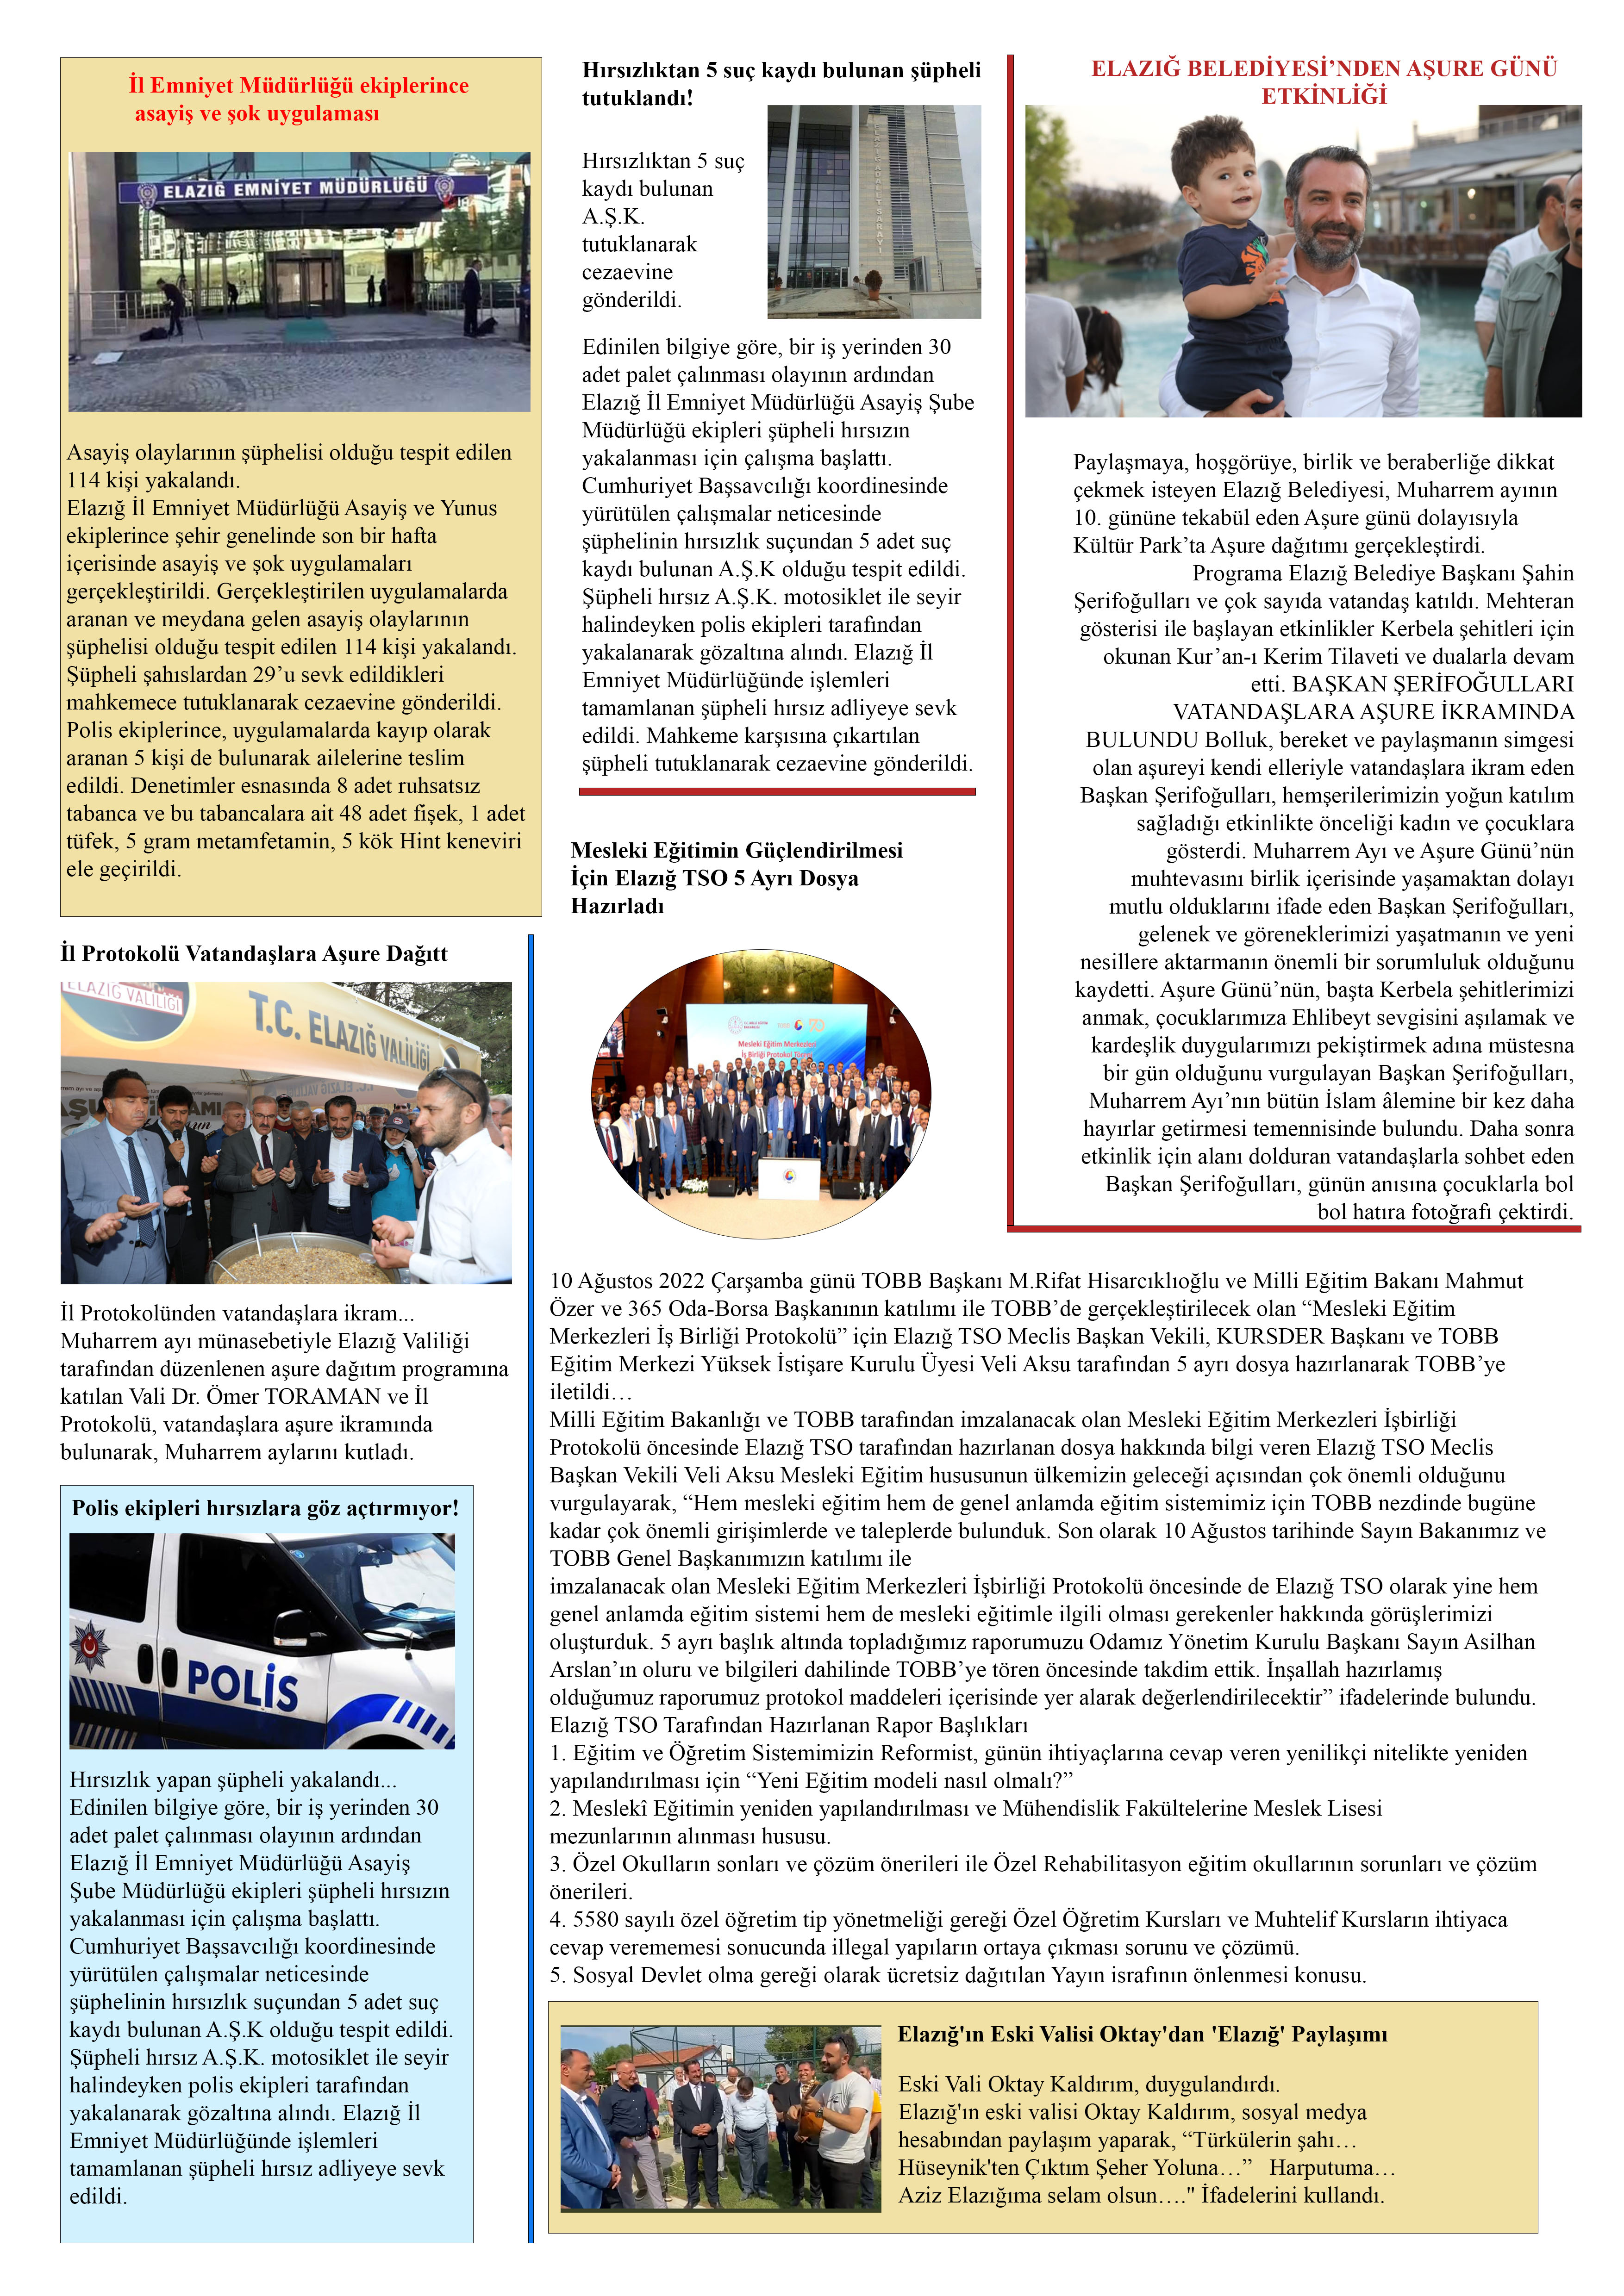 İl Emniyet Müdürlüğü ekiplerince
asayiş ve şok uygulaması
ELAZIĞ EMNİYET MÜDÜRLÜĞÜ
Asayiş olaylarının şüphelisi olduğu tespit edilen
114 kişi yakalandı.
Elazığ İl Emniyet Müdürlüğü Asayiş ve Yunus
ekiplerince şehir genelinde son bir hafta
içerisinde asayiş ve şok uygulamaları
gerçekleştirildi. Gerçekleştirilen uygulamalarda
aranan ve meydana gelen asayiş olaylarının
şüphelisi olduğu tespit edilen 114 kişi yakalandı.
Şüpheli şahıslardan 29’u sevk edildikleri
mahkemece tutuklanarak cezaevine gönderildi.
Polis ekiplerince, uygulamalarda kayıp olarak
aranan 5 kişi de bulunarak ailelerine teslim
edildi. Denetimler esnasında 8 adet ruhsatsız
tabanca ve bu tabancalara ait 48 adet fişek, 1 adet
tüfek, 5 gram metamfetamin, 5 kök Hint keneviri
ele geçirildi.
İl Protokolü Vatandaşlara Aşure Dağıtt
ELAZIĞ VALİLİĞİ
T.C. ELAZIĞ VALİLİĞİ
İl Protokolünden vatandaşlara ikram...
Muharrem ayı münasebetiyle Elazığ Valiliği
tarafından düzenlenen aşure dağıtım programına
katılan Vali Dr. Ömer TORAMAN ve İl
Protokolü, vatandaşlara aşure ikramında
bulunarak, Muharrem aylarını kutladı.
Polis ekipleri hırsızlara göz açtırmıyor!
POLİS
Hırsızlık yapan şüpheli yakalandı...
Edinilen bilgiye göre, bir iş yerinden 30
adet palet çalınması olayının ardından
Elazığ İl Emniyet Müdürlüğü Asayiş
Şube Müdürlüğü ekipleri şüpheli hırsızın
yakalanması için çalışma başlattı.
Cumhuriyet Başsavcılığı koordinesinde
yürütülen çalışmalar neticesinde
şüphelinin hırsızlık suçundan 5 adet suç
kaydı bulunan A.Ş.K olduğu tespit edildi.
Şüpheli hırsız A.Ş.K. motosiklet ile seyir
halindeyken polis ekipleri tarafından
yakalanarak gözaltına alındı. Elazığ İl
Emniyet Müdürlüğünde işlemleri
tamamlanan şüpheli hırsız adliyeye sevk
edildi.
Hırsızlıktan 5 suç kaydı bulunan şüpheli
tutuklandı!
Hırsızlıktan 5 suç
kaydı bulunan
A.Ş.K.
tutuklanarak
cezaevine
gönderildi.
Edinilen bilgiye göre, bir iş yerinden 30
adet palet çalınması olayının ardından
Elazığ İl Emniyet Müdürlüğü Asayiş Şube
Müdürlüğü ekipleri şüpheli hırsızın
yakalanması için çalışma başlattı.
Cumhuriyet Başsavcılığı koordinesinde
yürütülen çalışmalar neticesinde
şüphelinin hırsızlık suçundan 5 adet suç
kaydı bulunan A.Ş.K olduğu tespit edildi.
Şüpheli hırsız A.Ş.K. motosiklet ile seyir
halindeyken polis ekipleri tarafından
yakalanarak gözaltına alındı. Elazığ İl
Emniyet Müdürlüğünde işlemleri
tamamlanan şüpheli hırsız adliyeye sevk
edildi. Mahkeme karşısına çıkartılan
şüpheli tutuklanarak cezaevine gönderildi.
Mesleki Eğitimin Güçlendirilmesi
İçin Elazığ TSO 5 Ayrı Dosya
Hazırladı
Mesleki Eğitim Merkezleri
İş Birliği Protokol
10 Ağustos 2022 Çarşamba günü TOBB Başkanı M.Rifat Hisarcıklıoğlu ve Milli Eğitim Bakanı Mahmut
Özer ve 365 Oda-Borsa Başkanının katılımı ile TOBB’de gerçekleştirilecek olan “Mesleki Eğitim
Merkezleri İş Birliği Protokolü” için Elazığ TSO Meclis Başkan Vekili, KURSDER Başkanı ve TOBB
Eğitim Merkezi Yüksek İstişare Kurulu Üyesi Veli Aksu tarafından 5 ayrı dosya hazırlanarak TOBB’ye
iletildi…
Milli Eğitim Bakanlığı ve TOBB tarafından imzalanacak olan Mesleki Eğitim Merkezleri İşbirliği
Protokolü öncesinde Elazığ TSO tarafından hazırlanan dosya hakkında bilgi veren Elazığ TSO Meclis
Başkan Vekili Veli Aksu Mesleki Eğitim hususunun ülkemizin geleceği açısından çok önemli olduğunu
vurgulayarak, “Hem mesleki eğitim hem de genel anlamda eğitim sistemimiz için TOBB nezdinde bugüne
kadar çok önemli girişimlerde ve taleplerde bulunduk. Son olarak 10 Ağustos tarihinde Sayın Bakanımız ve
TOBB Genel Başkanımızın katılımı ile
imzalanacak olan Mesleki Eğitim Merkezleri İşbirliği Protokolü öncesinde de Elazığ TSO olarak yine hem
genel anlamda eğitim sistemi hem de mesleki eğitimle ilgili olması gerekenler hakkında görüşlerimizi
oluşturduk. 5 ayrı başlık altında topladığımız raporumuzu Odamız Yönetim Kurulu Başkanı Sayın Asilhan
Arslan’ın oluru ve bilgileri dahilinde TOBB’ye tören öncesinde takdim ettik. İnşallah hazırlamış
olduğumuz raporumuz protokol maddeleri içerisinde yer alarak değerlendirilecektir” ifadelerinde bulundu.
Elazığ TSO Tarafından Hazırlanan Rapor Başlıkları
1. Eğitim ve Öğretim Sistemimizin Reformist, günün ihtiyaçlarına cevap veren yenilikçi nitelikte yeniden
yapılandırılması için “Yeni Eğitim modeli nasıl olmalı?”
2. Meslekî Eğitimin yeniden yapılandırılması ve Mühendislik Fakültelerine Meslek Lisesi
mezunlarının alınması hususu.
3. Özel Okulların sonları ve çözüm önerileri ile Özel Rehabilitasyon eğitim okullarının sorunları ve çözüm
önerileri.
4. 5580 sayılı özel öğretim tip yönetmeliği gereği Özel Öğretim Kursları ve Muhtelif Kursların ihtiyaca
cevap verememesi sonucunda illegal yapıların ortaya çıkması sorunu ve çözümü.
5. Sosyal Devlet olma gereği olarak ücretsiz dağıtılan Yayın israfının önlenmesi konusu.
ELAZIĞ BELEDİYESİ’NDEN AŞURE GÜNÜ
ETKİNLİĞİ
Paylaşmaya, hoşgörüye, birlik ve beraberliğe dikkat
çekmek isteyen Elazığ Belediyesi, Muharrem ayının
10. gününe tekabül eden Aşure günü dolayısıyla
Kültür Park’ta Aşure dağıtımı gerçekleştirdi.
Programa Elazığ Belediye Başkanı Şahin
Şerifoğulları ve çok sayıda vatandaş katıldı. Mehteran
gösterisi ile başlayan etkinlikler Kerbela şehitleri için
okunan Kur’an-ı Kerim Tilaveti ve dualarla devam
etti. BAŞKAN ŞERİFOĞULLARI
VATANDAŞLARA AŞURE İKRAMINDA
BULUNDU Bolluk, bereket ve paylaşmanın simgesi
olan aşureyi kendi elleriyle vatandaşlara ikram eden
Başkan Şerifoğulları, hemşerilerimizin yoğun katılım
sağladığı etkinlikte önceliği kadın ve çocuklara
gösterdi. Muharrem Ayı ve Aşure Günü’nün
muhtevasını birlik içerisinde yaşamaktan dolayı
mutlu olduklarını ifade eden Başkan Şerifoğulları,
gelenek ve göreneklerimizi yaşatmanın ve yeni
nesillere aktarmanın önemli bir sorumluluk olduğunu
kaydetti. Aşure Günü’nün, başta Kerbela şehitlerimizi
anmak, çocuklarımıza Ehlibeyt sevgisini aşılamak ve
kardeşlik duygularımızı pekiştirmek adına müstesna
bir gün olduğunu vurgulayan Başkan Şerifoğulları,
Muharrem Ayı’nın bütün İslam âlemine bir kez daha
hayırlar getirmesi temennisinde bulundu. Daha sonra
etkinlik için alanı dolduran vatandaşlarla sohbet eden
Başkan Şerifoğulları, günün anısına çocuklarla bol
bol hatıra fotoğrafı çektirdi.
Elazığ'ın Eski Valisi Oktay'dan 'Elazığ' Paylaşımı
Eski Vali Oktay Kaldırım, duygulandırdı.
Elazığ'ın eski valisi Oktay Kaldırım, sosyal medya
hesabından paylaşım yaparak, “Türkülerin şahı…
Hüseynik'ten Çıktım Şeher Yoluna…” Harputuma…
Aziz Elazığıma selam olsun…." İfadelerini kullandı.